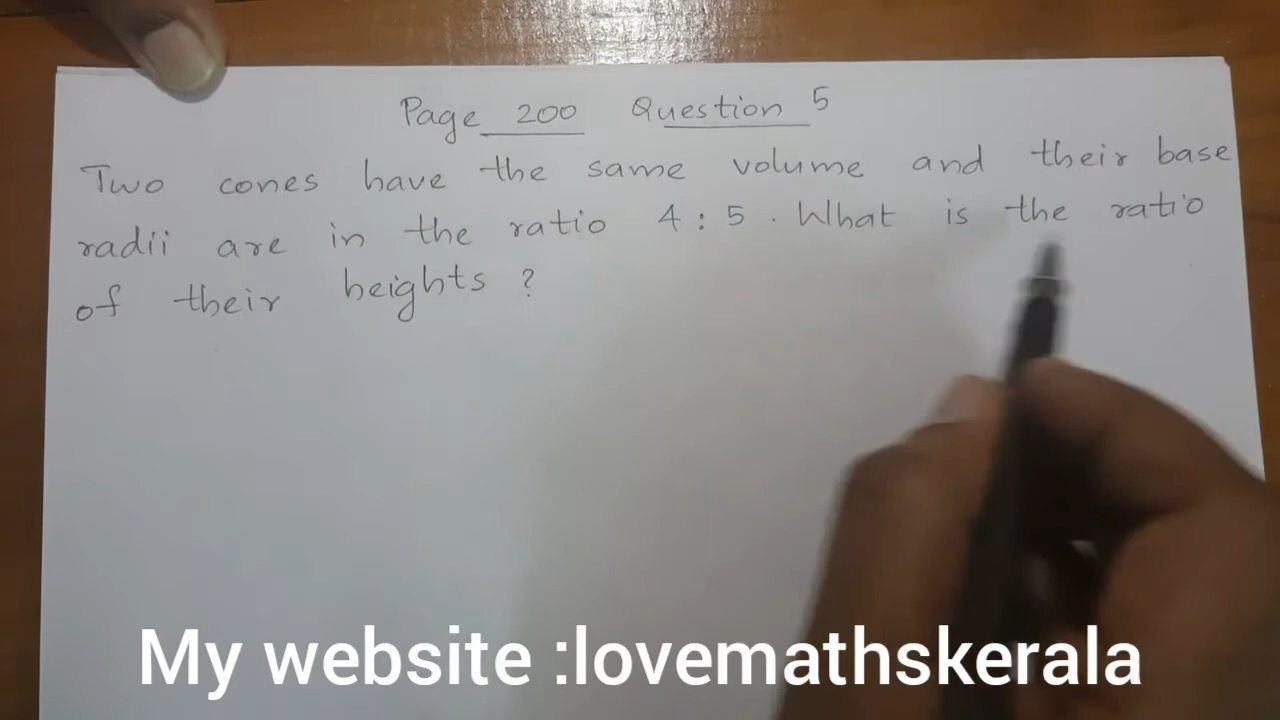 Page 200 Question 5
Two cones have the same volume and their base
radii are in the ratio 4 : 5 . What is the ratio
of their heights ?
My website :lovemathskerala